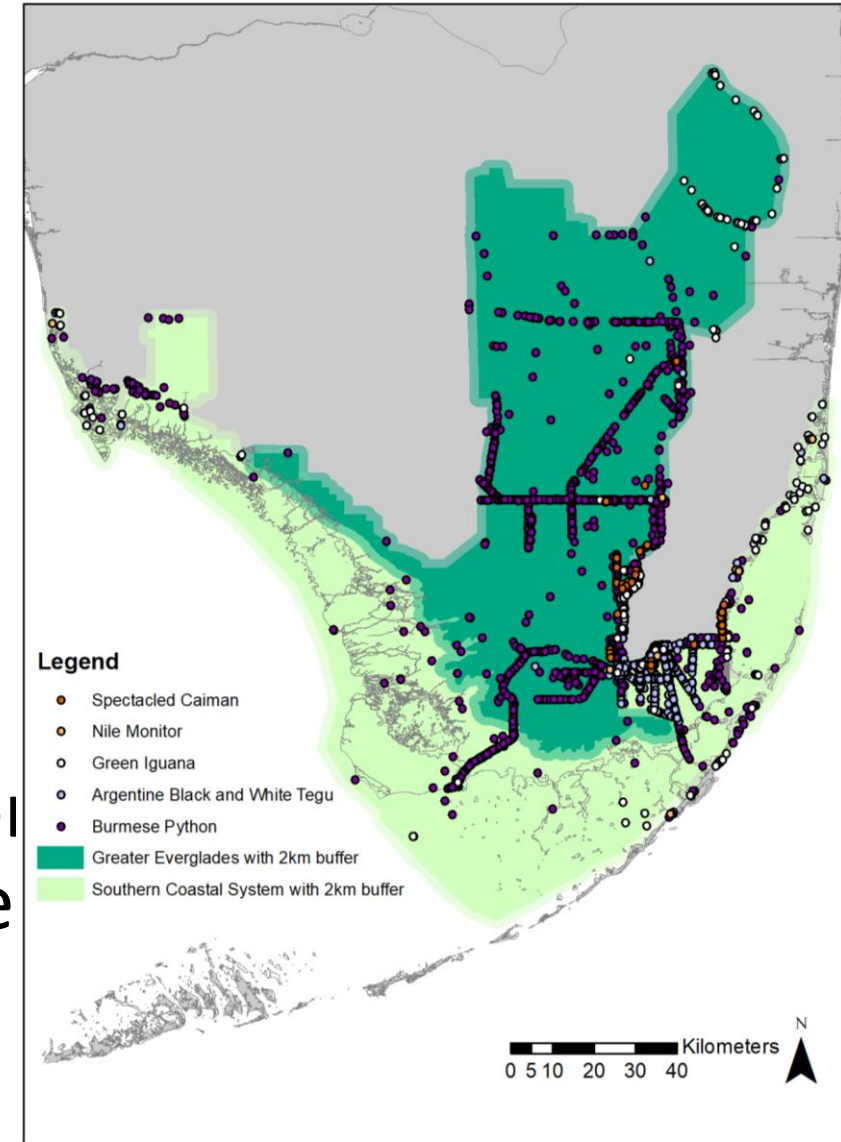 Legend
Spectacled Caiman
Nile Monitor
Green Iguana
Argentine Black and White Tegu
Burmese Python
Greater Everglades with 2km buffer
Southern Coastal System with 2km buffer
N
Kilometers
0 5 10 20 30 40